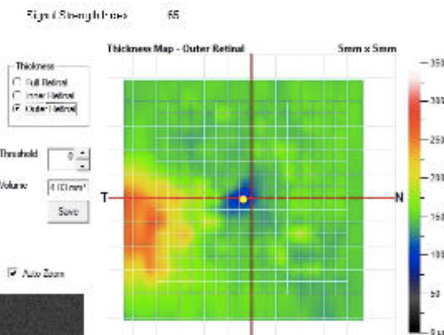 Signal Strength Index 65
Thickness Map - Outer Retinal 5mm x 5mm
Thickness
Full Retinal
Inner Retinal
Outer Retinal
Threshold 0
Volume
Save
Auto Zoom
T
N
350
300
200
150
100
50